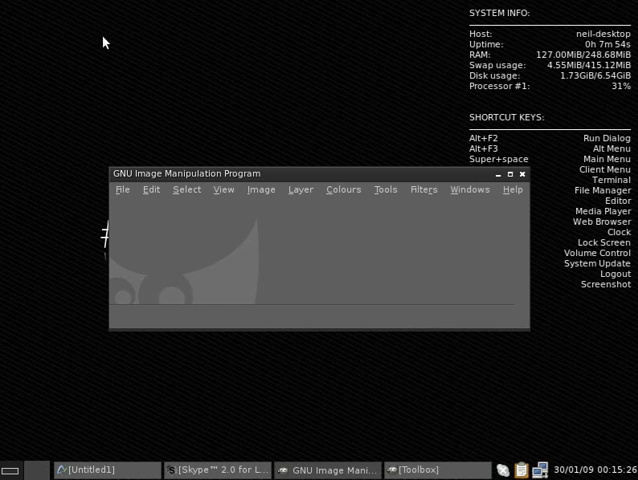 SYSTEM INFO:
Host: neil-desktop
Uptime: 0h 7m 54s
RAM: 127.00MiB/248.68MiB
Swap usage: 4.55MiB/415.12MiB
Disk usage: 1.73GiB/6.54GiB
Processor #1: 31%
SHORTCUT KEYS:
Alt+F2 Run Dialog
Alt+F3 Alt Menu
Super+space Main Menu
Client Menu
Terminal
File Manager
Editor
Media Player
Web Browser
Clock
Lock Screen
Volume Control
System Update
Logout
Screenshot
GNU Image Manipulation Program
File Edit Select View Image Layer Colours Tools Filters Windows Help
#
[Untitled1] [Skype™ 2.0 for L... GNU Image Mani... [Toolbox] 30/01/09 00:15:26